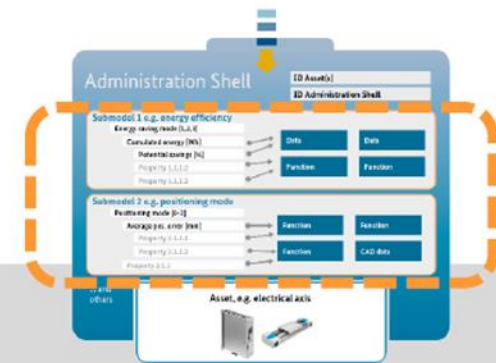 Administration Shell
ID Asset(s)
ID Administration Shell
Submodel 1 e.g. energy efficiency
Energy saving mode [1,2,3]
Cumulated energy [Wh]
Potential savings [%]
Property 1.1.1.2
Property 1.1.1.2
Data
Data
Function
Function
Submodel 2 e.g. positioning mode
Positioning mode [0-2]
Average pos. error [mm]
Property 2.1.1.1
Property 2.1.1.2
Property 2.1.2
Function
Function
Function
CAD data
others
Asset, e.g. electrical axis